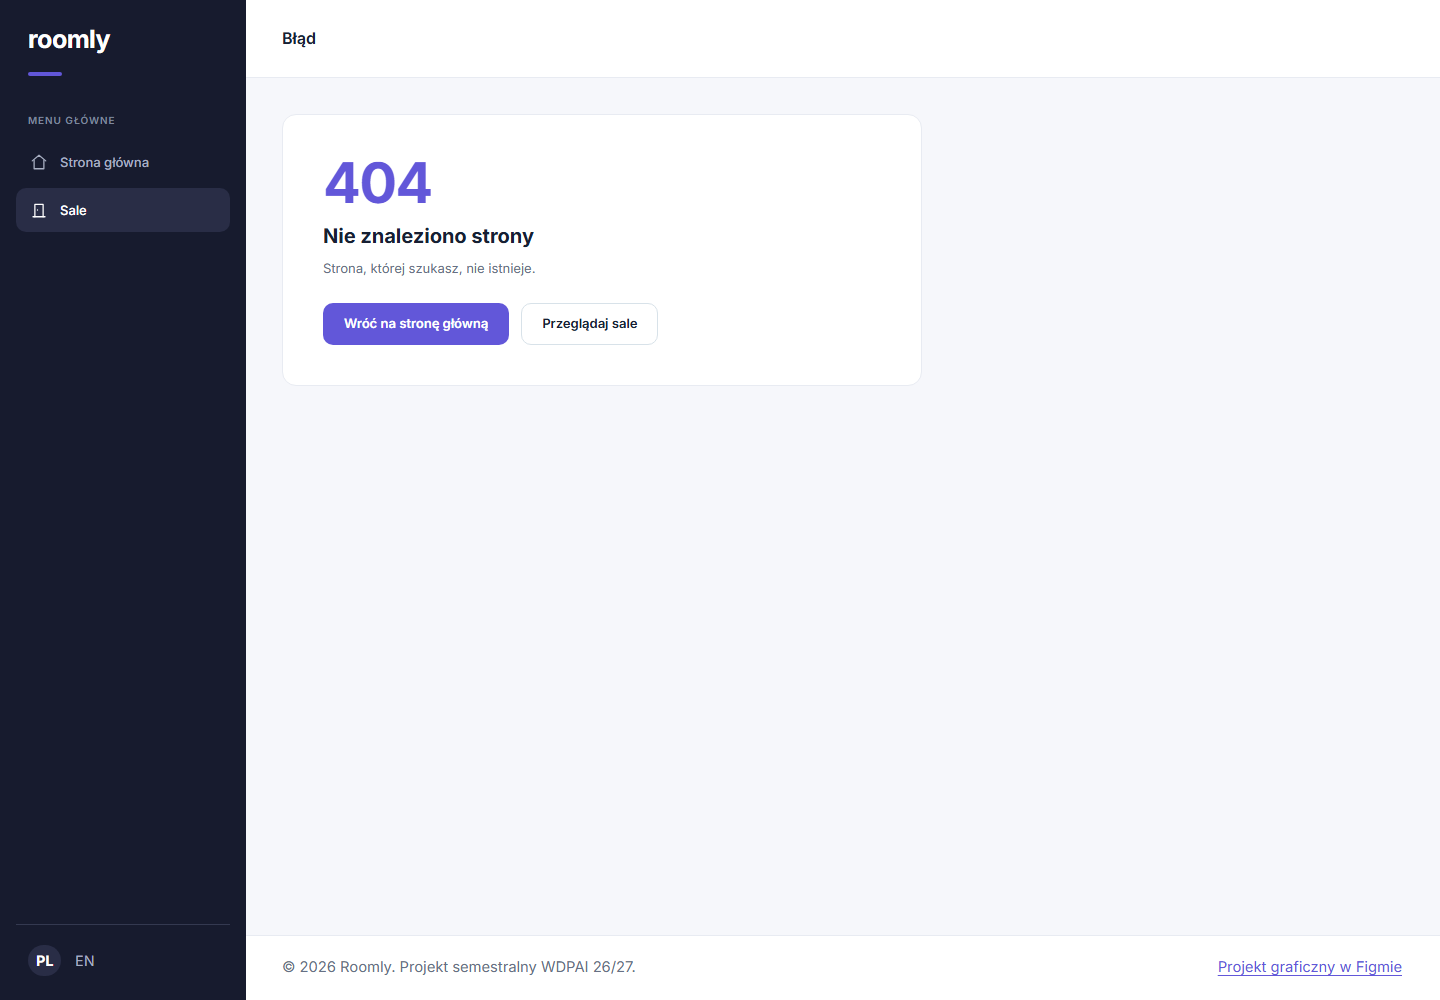 roomly
MENU GŁÓWNE
Strona główna
Sale
PL EN
Błąd
404
Nie znaleziono strony
Strona, której szukasz, nie istnieje.
Wróć na stronę główną
Przeglądaj sale
© 2026 Roomly. Projekt semestralny WDPAI 26/27.
Projekt graficzny w Figmie